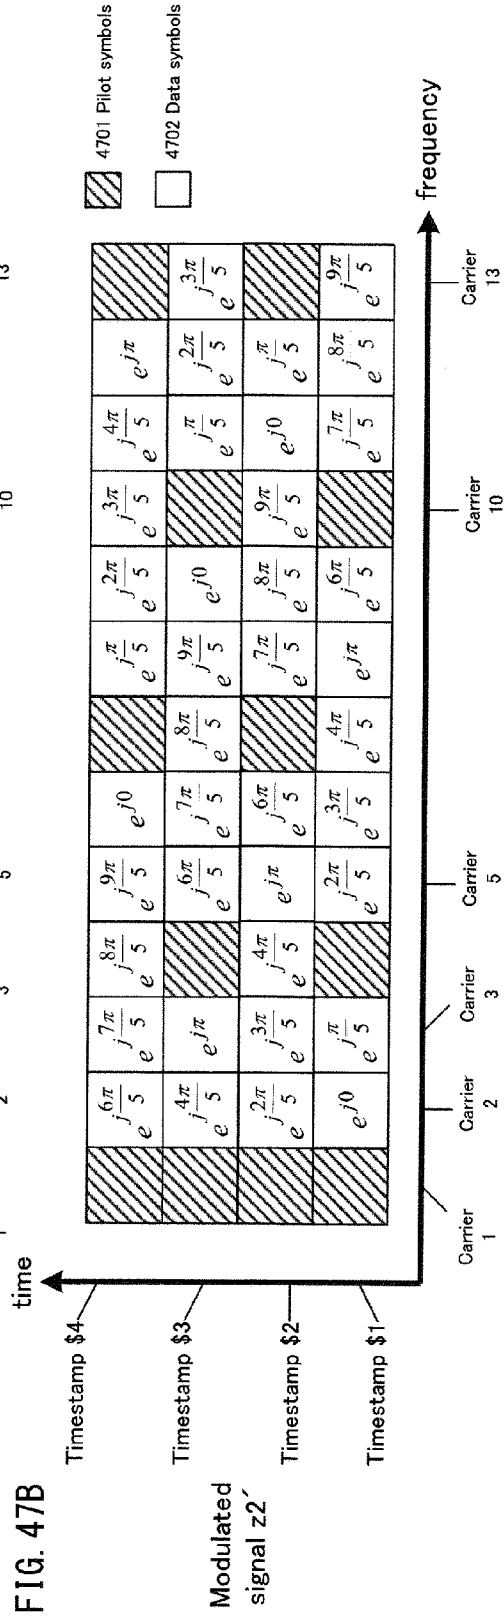 2 3 5 10 13
FIG. 47B
4701 Pilot symbols
4702 Data symbols
Modulated
signal z2´
time
Timestamp $4
e^{j6π/5} e^{j7π/5} e^{j8π/5} e^{j9π/5} e^{j0} e^{jπ/5} e^{j2π/5} e^{j3π/5} e^{j4π/5} e^{jπ}
Timestamp $3
e^{j4π/5} e^{jπ} e^{j6π/5} e^{j7π/5} e^{j8π/5} e^{j9π/5} e^{j0} e^{jπ/5} e^{j2π/5} e^{j3π/5}
Timestamp $2
e^{j2π/5} e^{j3π/5} e^{j4π/5} e^{jπ} e^{j6π/5} e^{j7π/5} e^{j8π/5} e^{j9π/5} e^{j0} e^{jπ/5}
Timestamp $1
e^{j0} e^{jπ/5} e^{j2π/5} e^{j3π/5} e^{j4π/5} e^{jπ} e^{j6π/5} e^{j7π/5} e^{j8π/5} e^{j9π/5}
frequency
Carrier 1
Carrier 2
Carrier 3
Carrier 5
Carrier 10
Carrier 13